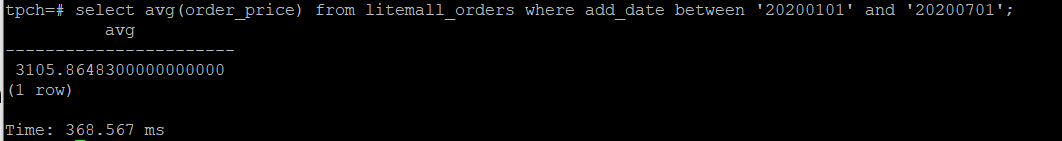 tpch=# select avg(order_price) from litemall_orders where add_date between '20200101' and '20200701';
avg
-----------------------
3105.8648300000000000
(1 row)
Time: 368.567 ms